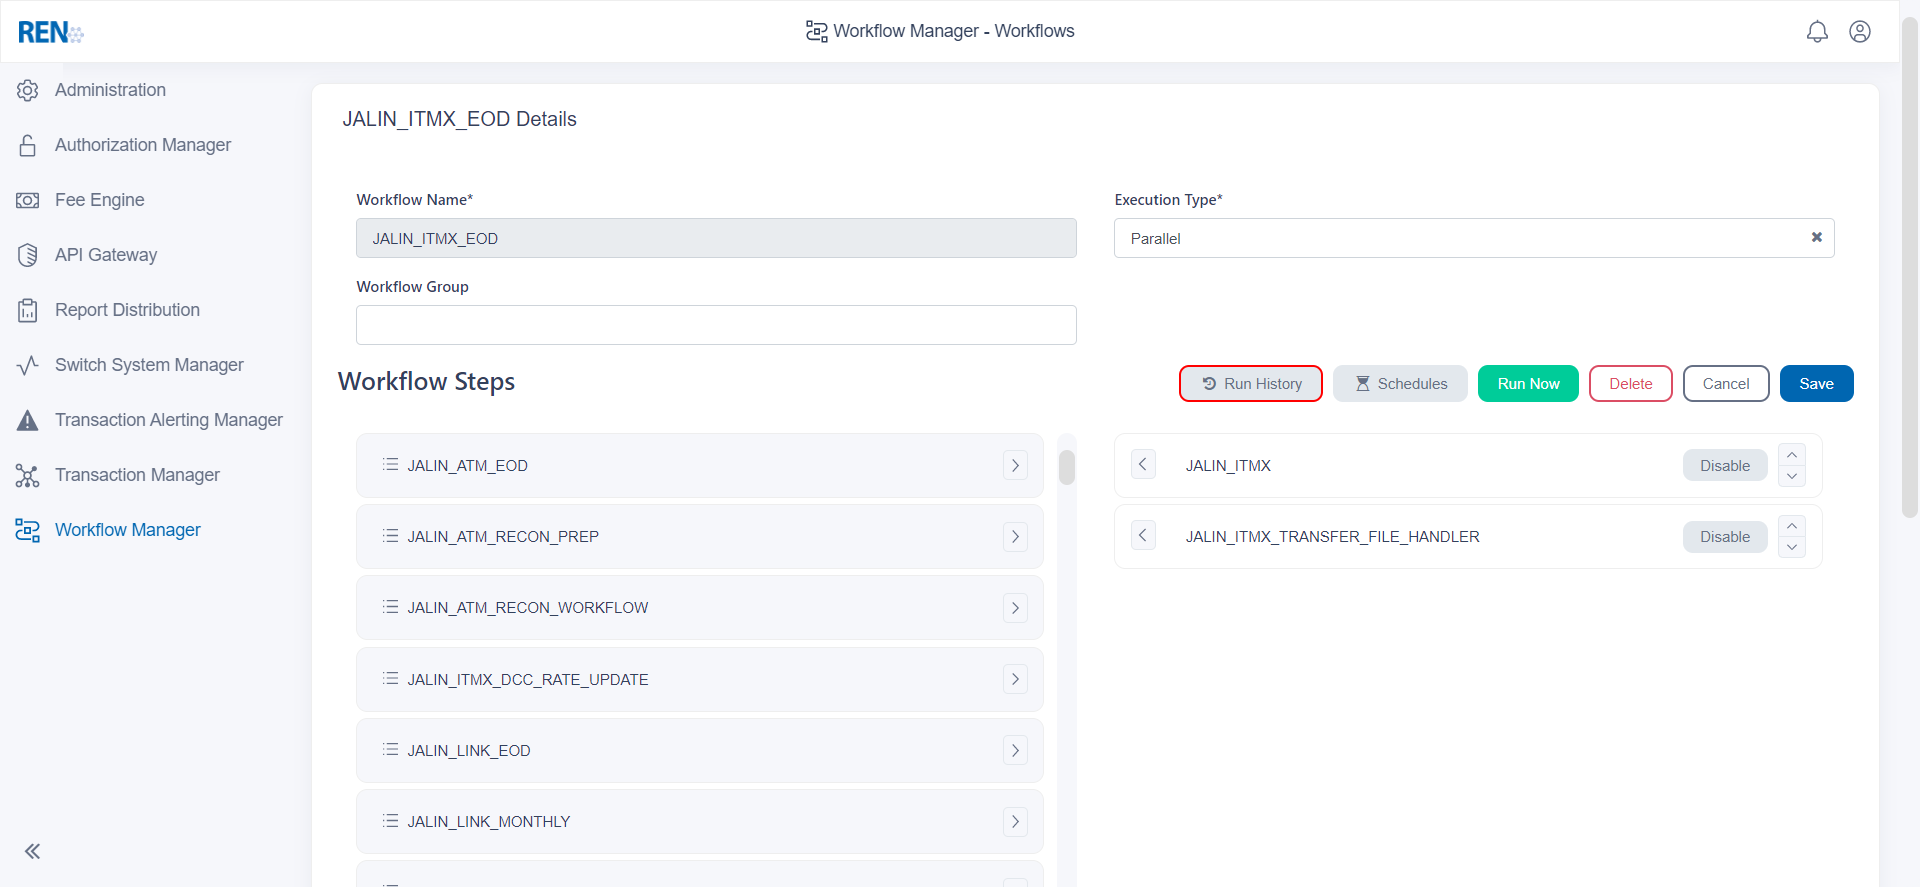 REN
Workflow Manager - Workflows
Administration
Authorization Manager
Fee Engine
API Gateway
Report Distribution
Switch System Manager
Transaction Alerting Manager
Transaction Manager
Workflow Manager
JALIN_ITMX_EOD Details
Workflow Name*
Execution Type*
JALIN_ITMX_EOD
Parallel
Workflow Group
Workflow Steps
Run History
Schedules
Run Now
Delete
Cancel
Save
JALIN_ATM_EOD
JALIN_ATM_RECON_PREP
JALIN_ATM_RECON_WORKFLOW
JALIN_ITMX_DCC_RATE_UPDATE
JALIN_LINK_EOD
JALIN_LINK_MONTHLY
JALIN_ITMX
Disable
JALIN_ITMX_TRANSFER_FILE_HANDLER
Disable